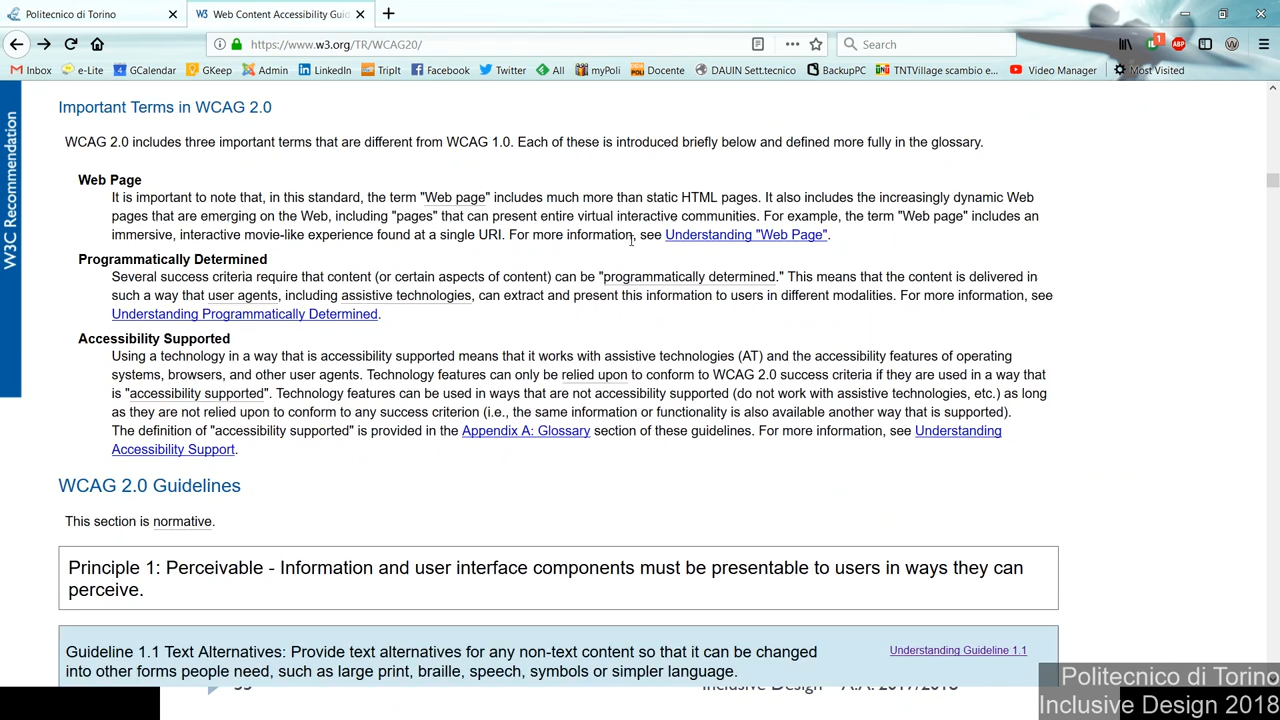 Politecnico di Torino
W3 Web Content Accessibility Guid
https://www.w3.org/TR/WCAG20/
Search
1
ABP
Inbox e-Lite GCalendar GKeep Admin LinkedIn TripIt Facebook Twitter All myPoli Docente DAUIN Sett.tecnico BackupPC TNTVillage scambio e... Video Manager Most Visited
W3C Recommendation
Important Terms in WCAG 2.0
WCAG 2.0 includes three important terms that are different from WCAG 1.0. Each of these is introduced briefly below and defined more fully in the glossary.
Web Page
It is important to note that, in this standard, the term "Web page" includes much more than static HTML pages. It also includes the increasingly dynamic Web
pages that are emerging on the Web, including "pages" that can present entire virtual interactive communities. For example, the term "Web page" includes an
immersive, interactive movie-like experience found at a single URI. For more information, see Understanding "Web Page".
Programmatically Determined
Several success criteria require that content (or certain aspects of content) can be "programmatically determined." This means that the content is delivered in
such a way that user agents, including assistive technologies, can extract and present this information to users in different modalities. For more information, see
Understanding Programmatically Determined.
Accessibility Supported
Using a technology in a way that is accessibility supported means that it works with assistive technologies (AT) and the accessibility features of operating
systems, browsers, and other user agents. Technology features can only be relied upon to conform to WCAG 2.0 success criteria if they are used in a way that
is "accessibility supported". Technology features can be used in ways that are not accessibility supported (do not work with assistive technologies, etc.) as long
as they are not relied upon to conform to any success criterion (i.e., the same information or functionality is also available another way that is supported).
The definition of "accessibility supported" is provided in the Appendix A: Glossary section of these guidelines. For more information, see Understanding
Accessibility Support.
WCAG 2.0 Guidelines
This section is normative.
Principle 1: Perceivable - Information and user interface components must be presentable to users in ways they can
perceive.
Guideline 1.1 Text Alternatives: Provide text alternatives for any non-text content so that it can be changed
into other forms people need, such as large print, braille, speech, symbols or simpler language.
Understanding Guideline 1.1
Inclusive Design - A.A. 2017/2018
Politecnico di Torino
Inclusive Design 2018